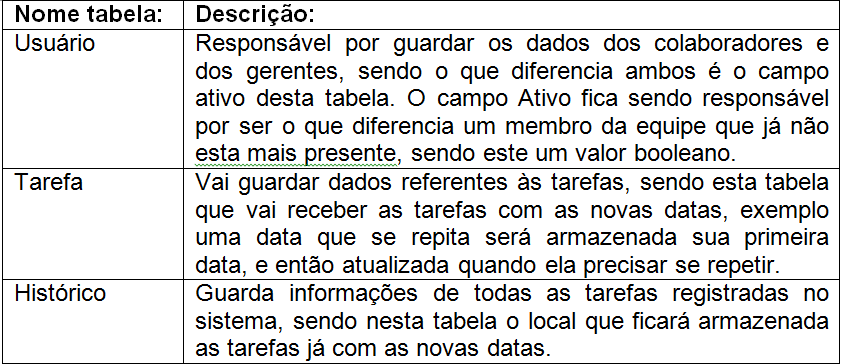 Nome tabela: Descrição:
Usuário Responsável por guardar os dados dos colaboradores e
dos gerentes, sendo o que diferencia ambos é o campo
ativo desta tabela. O campo Ativo fica sendo responsável
por ser o que diferencia um membro da equipe que já não
esta mais presente, sendo este um valor booleano.
Tarefa Vai guardar dados referentes às tarefas, sendo esta tabela
que vai receber as tarefas com as novas datas, exemplo
uma data que se repita será armazenada sua primeira
data, e então atualizada quando ela precisar se repetir.
Histórico Guarda informações de todas as tarefas registradas no
sistema, sendo nesta tabela o local que ficará armazenada
as tarefas já com as novas datas.